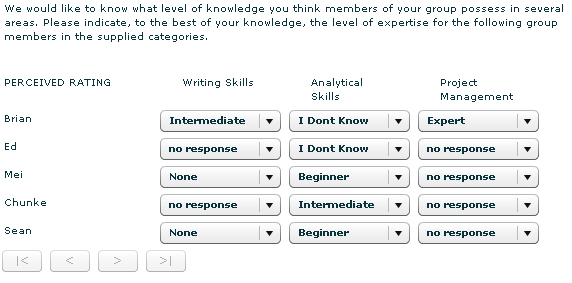 We would like to know what level of knowledge you think members of your group possess in several
areas. Please indicate, to the best of your knowledge, the level of expertise for the following group
members in the supplied categories.
PERCEIVED RATING Writing Skills Analytical Skills Project Management
Brian Intermediate I Dont Know Expert
Ed no response I Dont Know no response
Mei None Beginner no response
Chunke no response Intermediate no response
Sean None Beginner no response
|< < > >|